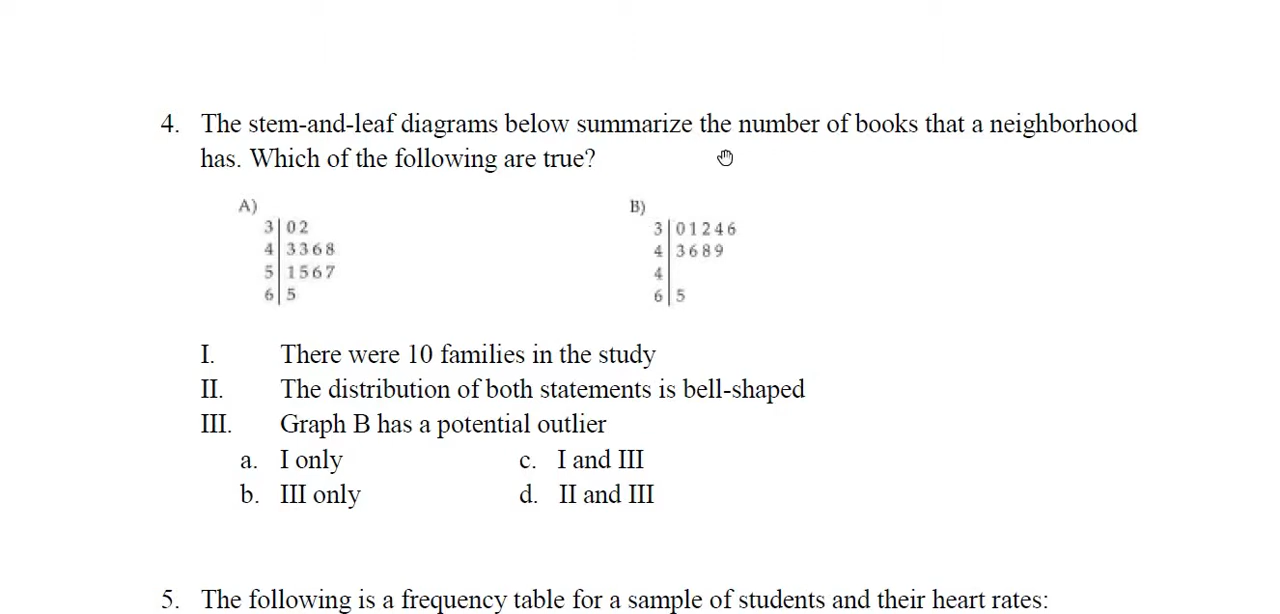 4. The stem-and-leaf diagrams below summarize the number of books that a neighborhood
has. Which of the following are true?
A)
3|0 2
4|3 3 6 8
5|1 5 6 7
6|5
B)
3|0 1 2 4 6
4|3 6 8 9
4|
6|5
I. There were 10 families in the study
II. The distribution of both statements is bell-shaped
III. Graph B has a potential outlier
a. I only
b. III only
c. I and III
d. II and III
5. The following is a frequency table for a sample of students and their heart rates: